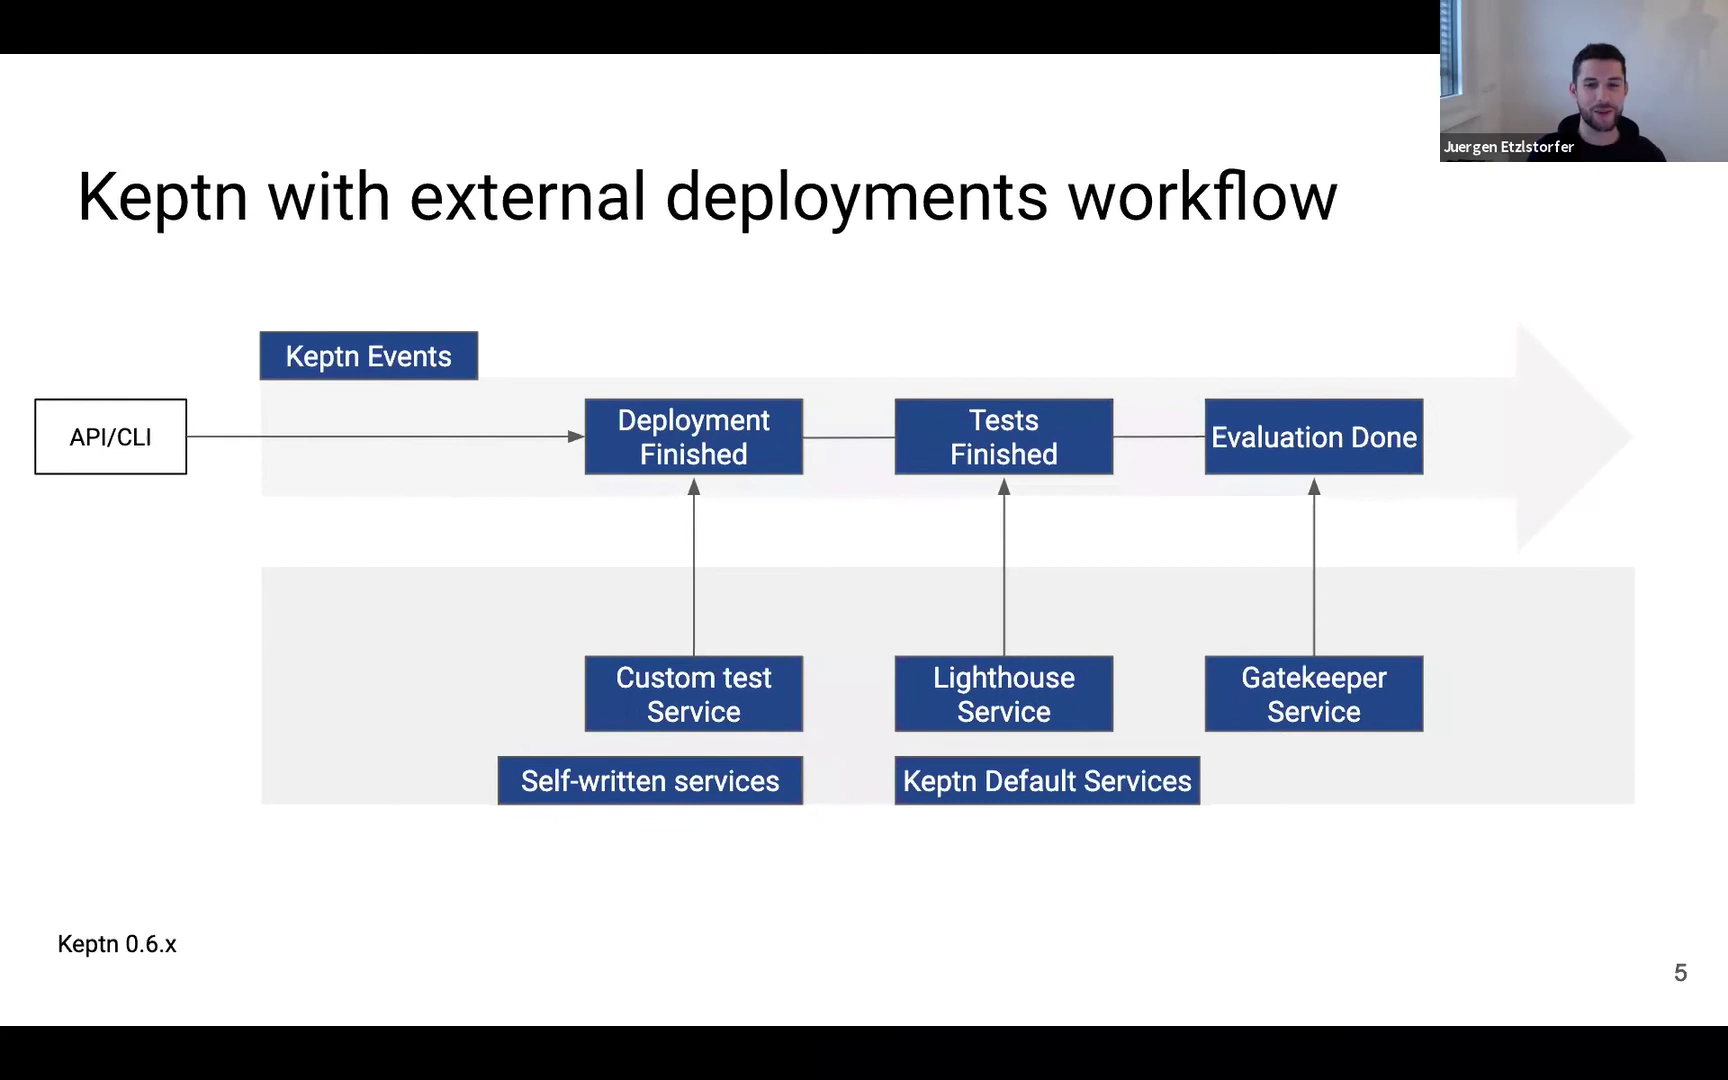 Juergen Etzlstorfer
Keptn with external deployments workflow
Keptn Events
API/CLI
Deployment
Finished
Tests
Finished
Evaluation Done
Custom test
Service
Lighthouse
Service
Gatekeeper
Service
Self-written services
Keptn Default Services
Keptn 0.6.x
5